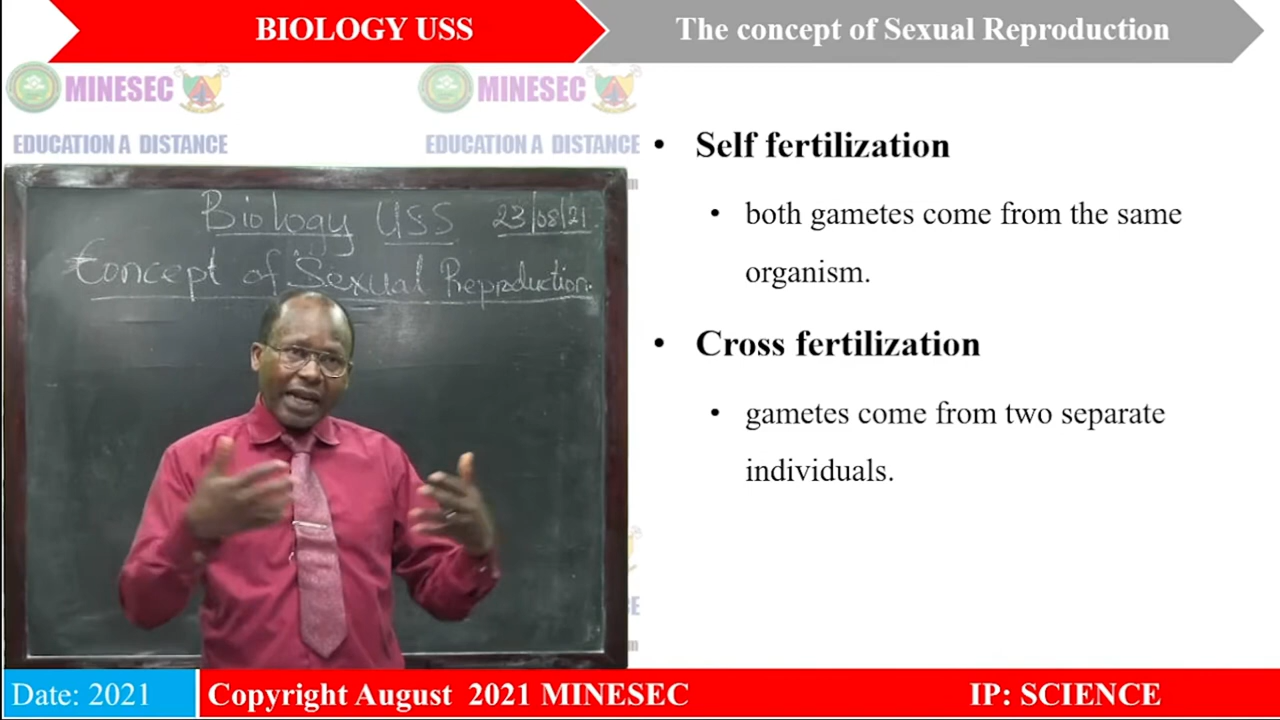 BIOLOGY USS
The concept of Sexual Reproduction
MINESEC
MINESEC
EDUCATION A DISTANCE
EDUCATION A DISTANCE
Biology USS 23/08/21
Concept of Sexual Reproduction.
• Self fertilization
• both gametes come from the same
organism.
• Cross fertilization
• gametes come from two separate
individuals.
Date: 2021
Copyright August 2021 MINESEC
IP: SCIENCE